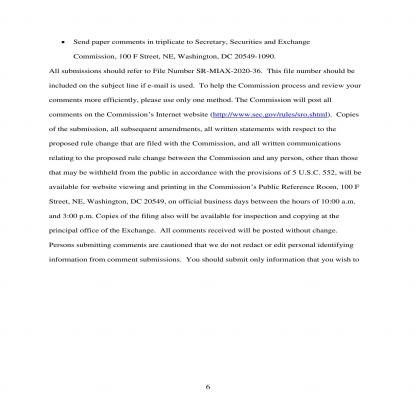 • Send paper comments in triplicate to Secretary, Securities and Exchange
Commission, 100 F Street, NE, Washington, DC 20549-1090.
All submissions should refer to File Number SR-MIAX-2020-36.  This file number should be
included on the subject line if e-mail is used.  To help the Commission process and review your
comments more efficiently, please use only one method. The Commission will post all
comments on the Commission's Internet website (http://www.sec.gov/rules/sro.shtml).  Copies
of the submission, all subsequent amendments, all written statements with respect to the
proposed rule change that are filed with the Commission, and all written communications
relating to the proposed rule change between the Commission and any person, other than those
that may be withheld from the public in accordance with the provisions of 5 U.S.C. 552, will be
available for website viewing and printing in the Commission's Public Reference Room, 100 F
Street, NE, Washington, DC 20549, on official business days between the hours of 10:00 a.m.
and 3:00 p.m. Copies of the filing also will be available for inspection and copying at the
principal office of the Exchange.  All comments received will be posted without change.
Persons submitting comments are cautioned that we do not redact or edit personal identifying
information from comment submissions.  You should submit only information that you wish to
6